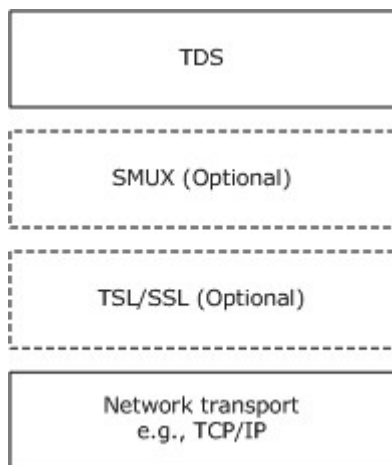 TDS
SMUX (Optional)
TSL/SSL (Optional)
Network transport
e.g., TCP/IP